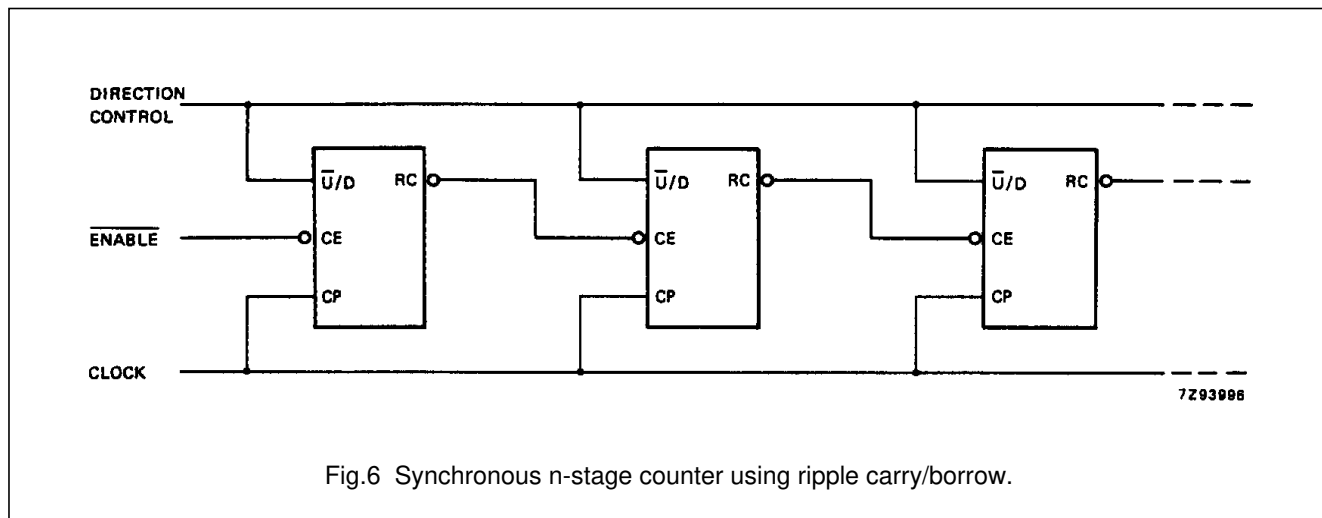 DIRECTION
CONTROL
U̅/D RC
U̅/D RC
U̅/D RC
E̅N̅A̅B̅L̅E̅
CE
CE
CE
CP
CP
CP
CLOCK
7Z93996
Fig.6 Synchronous n-stage counter using ripple carry/borrow.